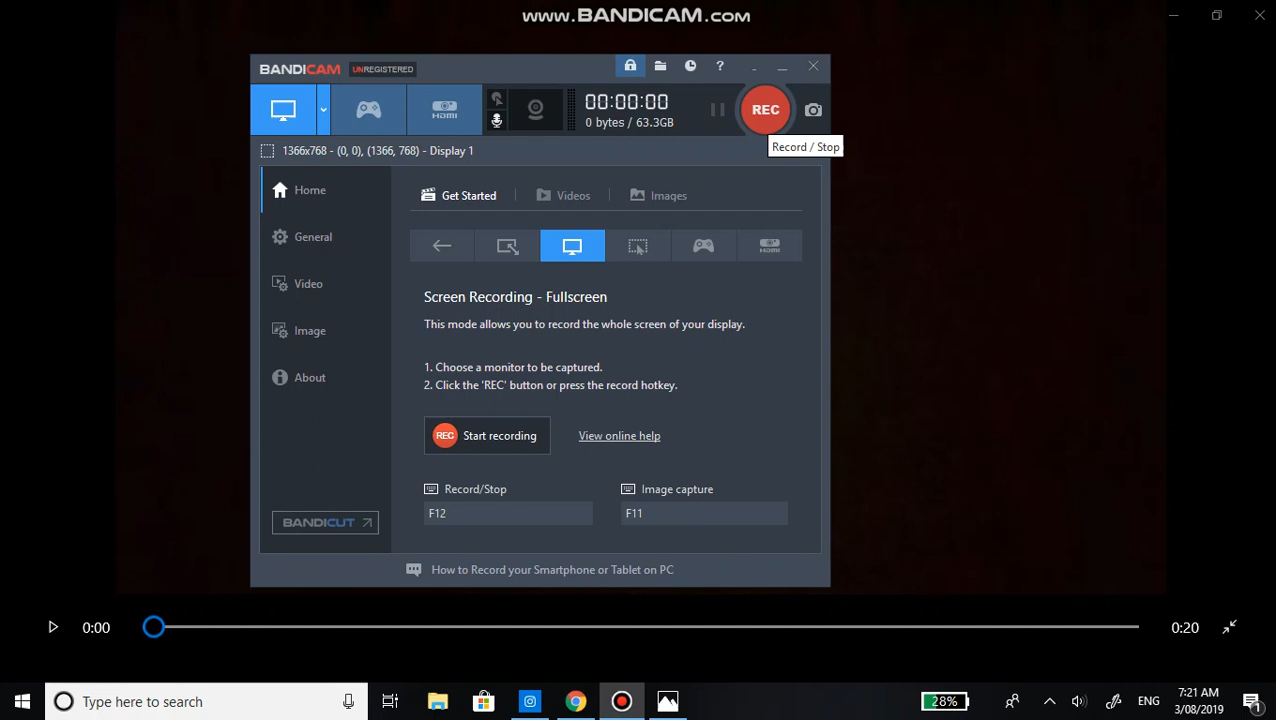 www.BANDICAM.com
BANDICAM UNREGISTERED
?
HDMI
00:00:00
0 bytes / 63.3GB
REC
Record / Stop
1366x768 - (0, 0), (1366, 768) - Display 1
Home
General
Video
Image
About
BANDICUT
Get Started
Videos
Images
HDMI
Screen Recording - Fullscreen
This mode allows you to record the whole screen of your display.
1. Choose a monitor to be captured.
2. Click the 'REC' button or press the record hotkey.
REC Start recording
View online help
Record/Stop
Image capture
F12
F11
How to Record your Smartphone or Tablet on PC
0:00
0:20
Type here to search
28%
ENG
7:21 AM
3/08/2019
1